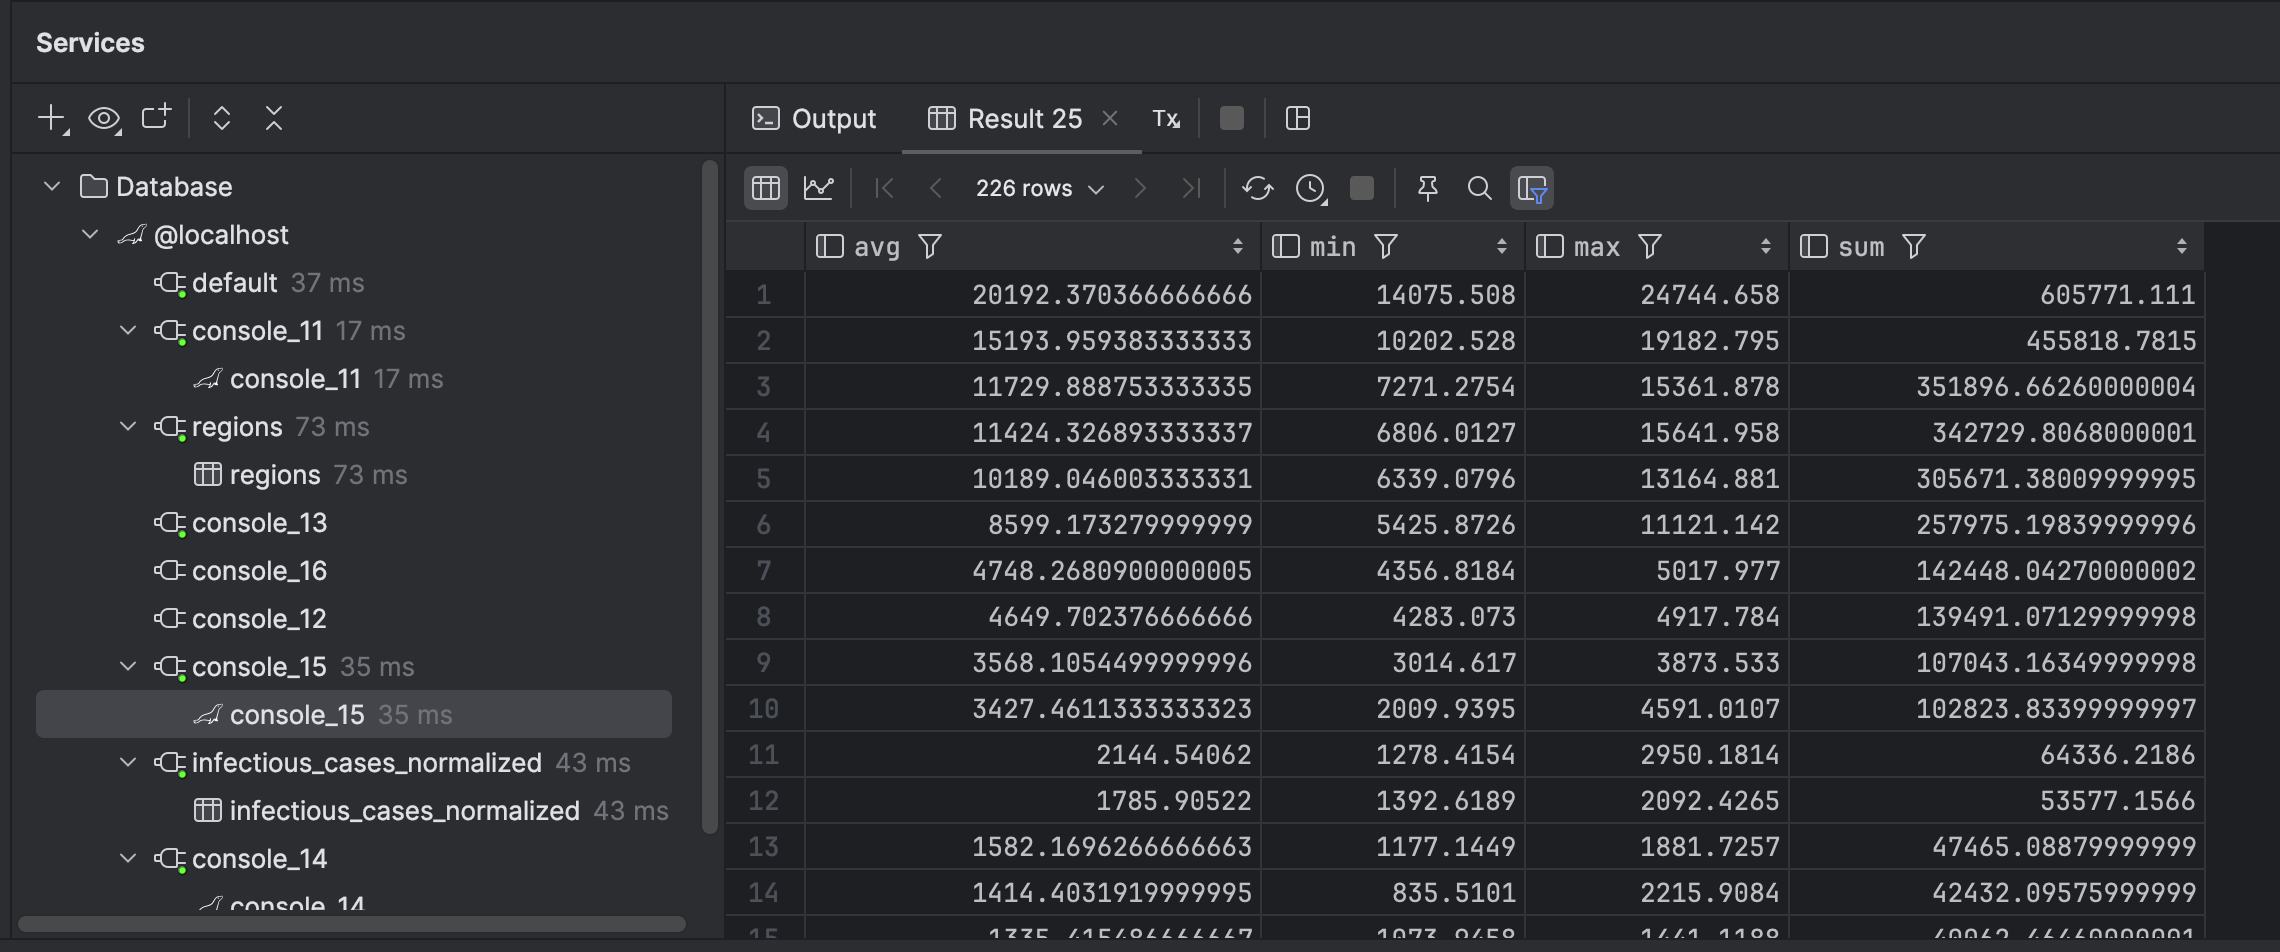 Services
Output
Result 25
Tx
226 rows
Database
@localhost
default 37 ms
console_11 17 ms
console_11 17 ms
regions 73 ms
regions 73 ms
console_13
console_16
console_12
console_15 35 ms
console_15 35 ms
infectious_cases_normalized 43 ms
infectious_cases_normalized 43 ms
console_14
console_14
avg min max sum
1 20192.370366666666 14075.508 24744.658 605771.111
2 15193.959383333333 10202.528 19182.795 455818.7815
3 11729.888753333335 7271.2754 15361.878 351896.66260000004
4 11424.326893333337 6806.0127 15641.958 342729.8068000001
5 10189.046003333331 6339.0796 13164.881 305671.38009999995
6 8599.173279999999 5425.8726 11121.142 257975.19839999996
7 4748.2680900000005 4356.8184 5017.977 142448.04270000002
8 4649.702376666666 4283.073 4917.784 139491.07129999998
9 3568.1054499999996 3014.617 3873.533 107043.16349999998
10 3427.4611333333323 2009.9395 4591.0107 102823.83399999997
11 2144.54062 1278.4154 2950.1814 64336.2186
12 1785.90522 1392.6189 2092.4265 53577.1566
13 1582.1696266666663 1177.1449 1881.7257 47465.08879999999
14 1414.4031919999995 835.5101 2215.9084 42432.09575999999
15 1335.415486666667 1073.9458 1441.1188 40062.46460000001